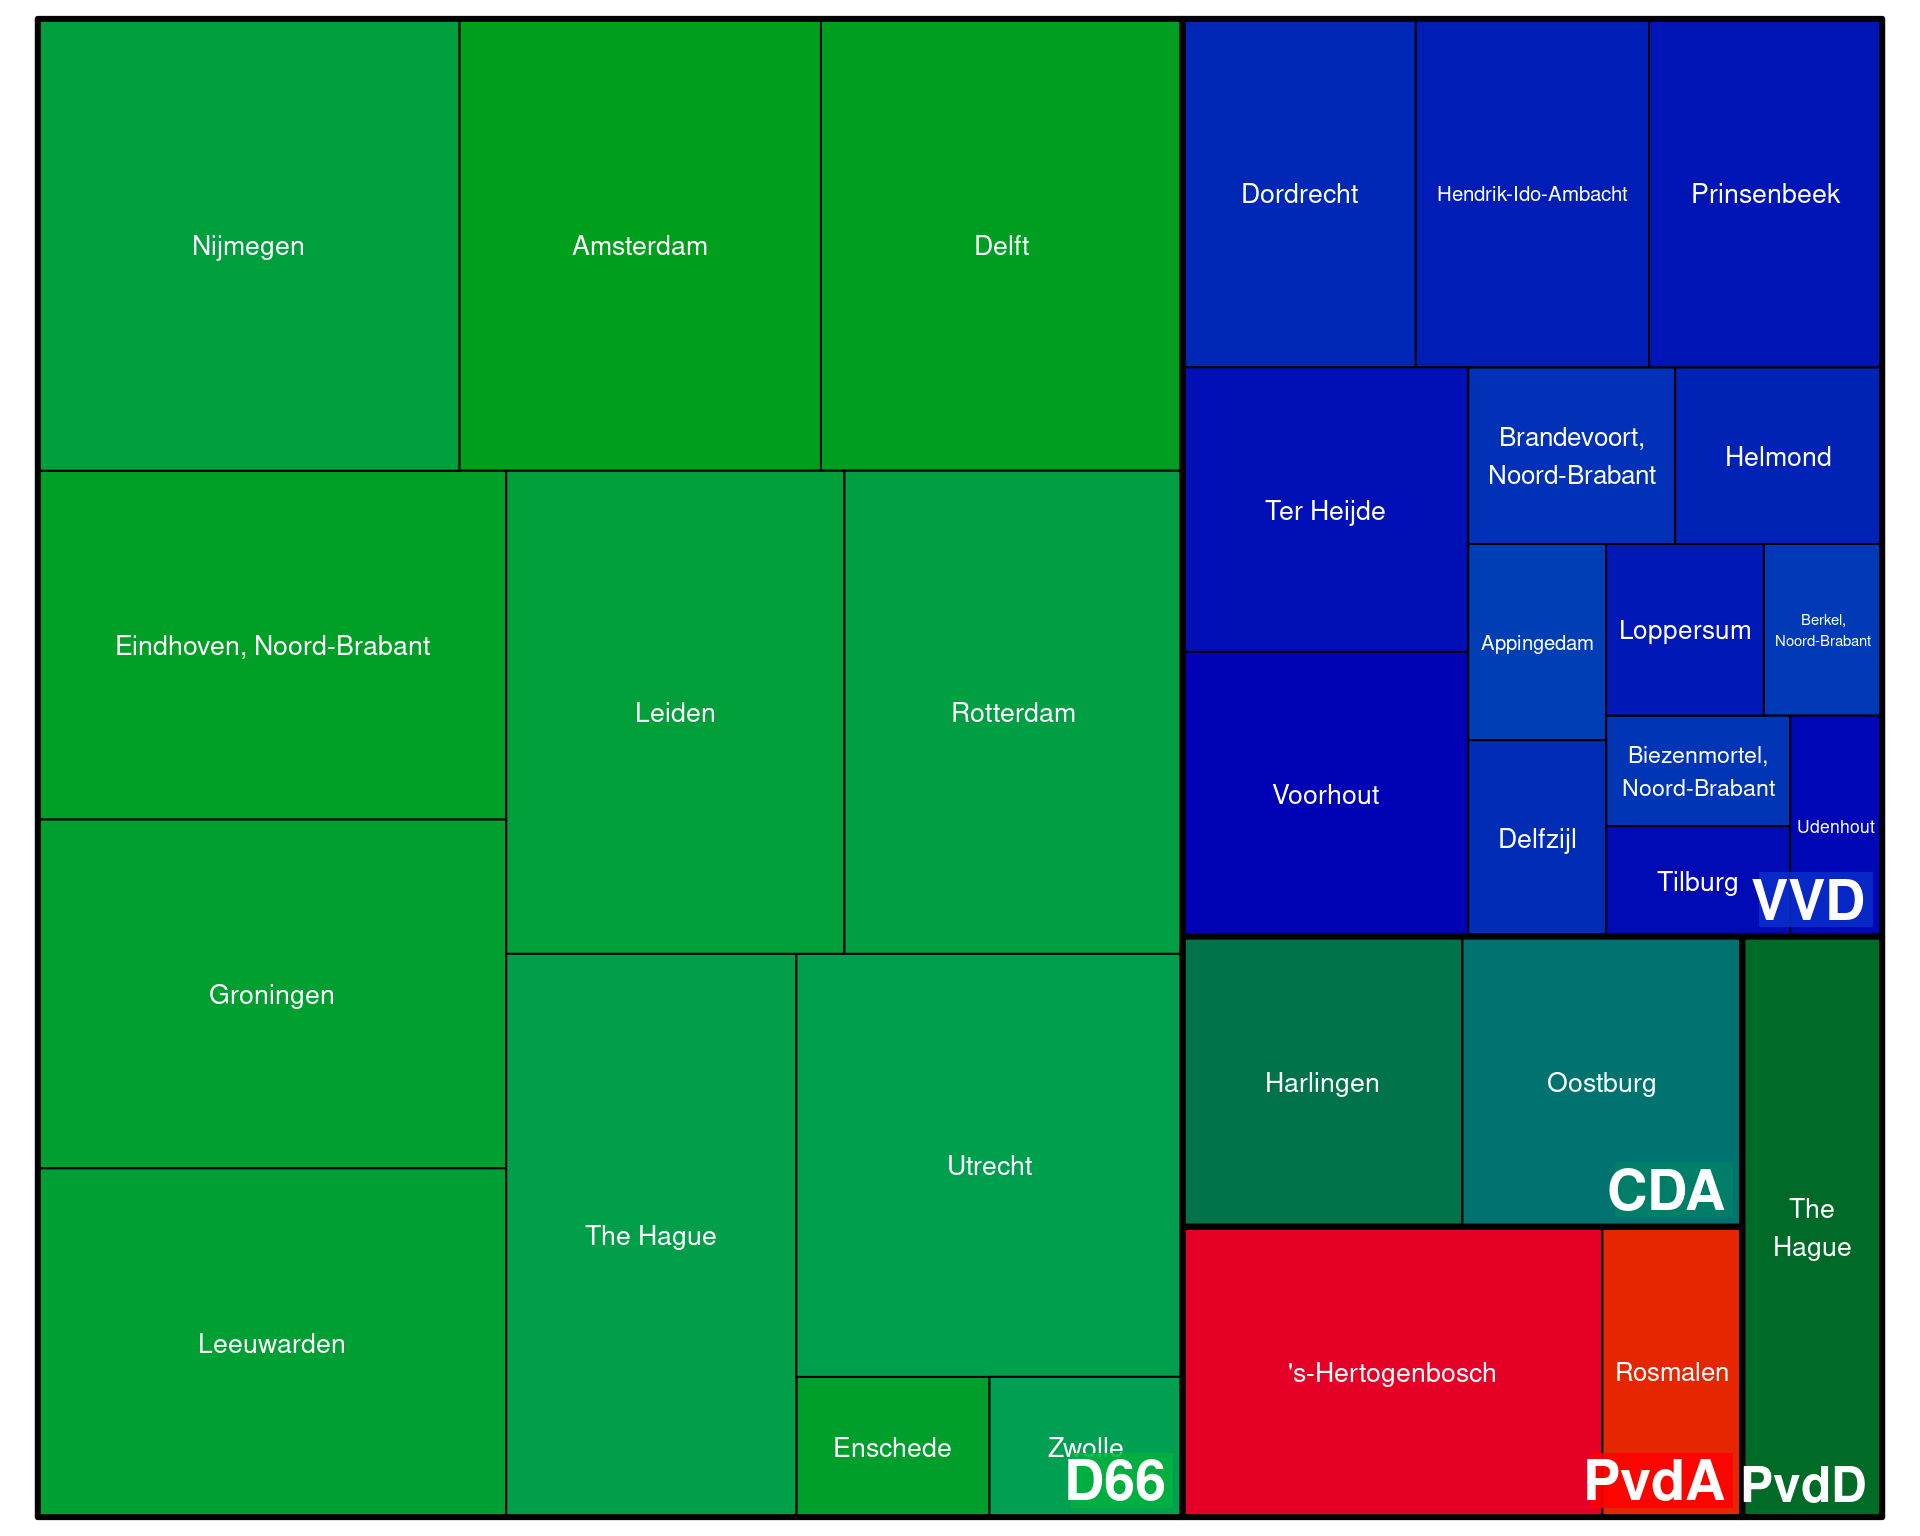 Nijmegen
Amsterdam
Delft
Eindhoven, Noord-Brabant
Leiden
Rotterdam
Groningen
Leeuwarden
The Hague
Utrecht
Enschede
Zwolle
D66
Dordrecht
Hendrik-Ido-Ambacht
Prinsenbeek
Ter Heijde
Brandevoort,
Noord-Brabant
Helmond
Voorhout
Appingedam
Loppersum
Berkel,
Noord-Brabant
Delfzijl
Biezenmortel,
Noord-Brabant
Tilburg
Udenhout
VVD
Harlingen
Oostburg
CDA
's-Hertogenbosch
Rosmalen
PvdA
The
Hague
PvdD